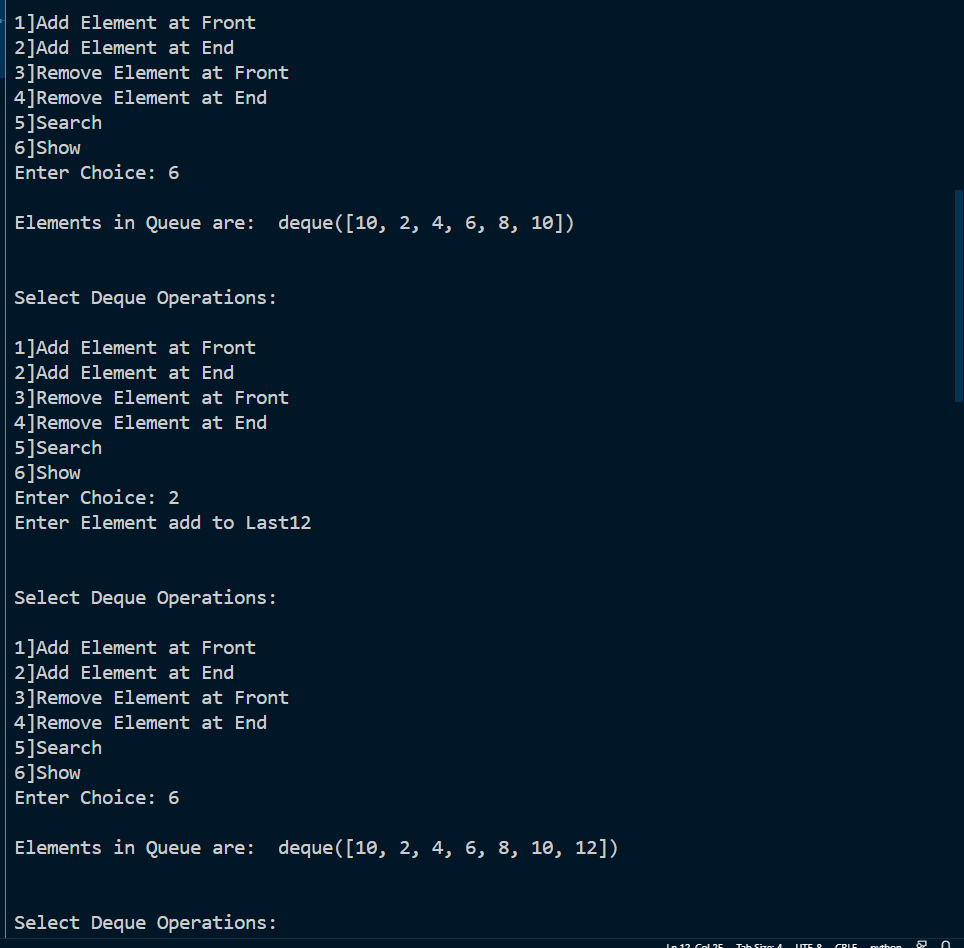 1]Add Element at Front
2]Add Element at End
3]Remove Element at Front
4]Remove Element at End
5]Search
6]Show
Enter Choice: 6
Elements in Queue are:  deque([10, 2, 4, 6, 8, 10])
Select Deque Operations:
1]Add Element at Front
2]Add Element at End
3]Remove Element at Front
4]Remove Element at End
5]Search
6]Show
Enter Choice: 2
Enter Element add to Last12
Select Deque Operations:
1]Add Element at Front
2]Add Element at End
3]Remove Element at Front
4]Remove Element at End
5]Search
6]Show
Enter Choice: 6
Elements in Queue are:  deque([10, 2, 4, 6, 8, 10, 12])
Select Deque Operations:
Ln 12, Col 25 Tab Size: 4 UTF-8 CRLF python